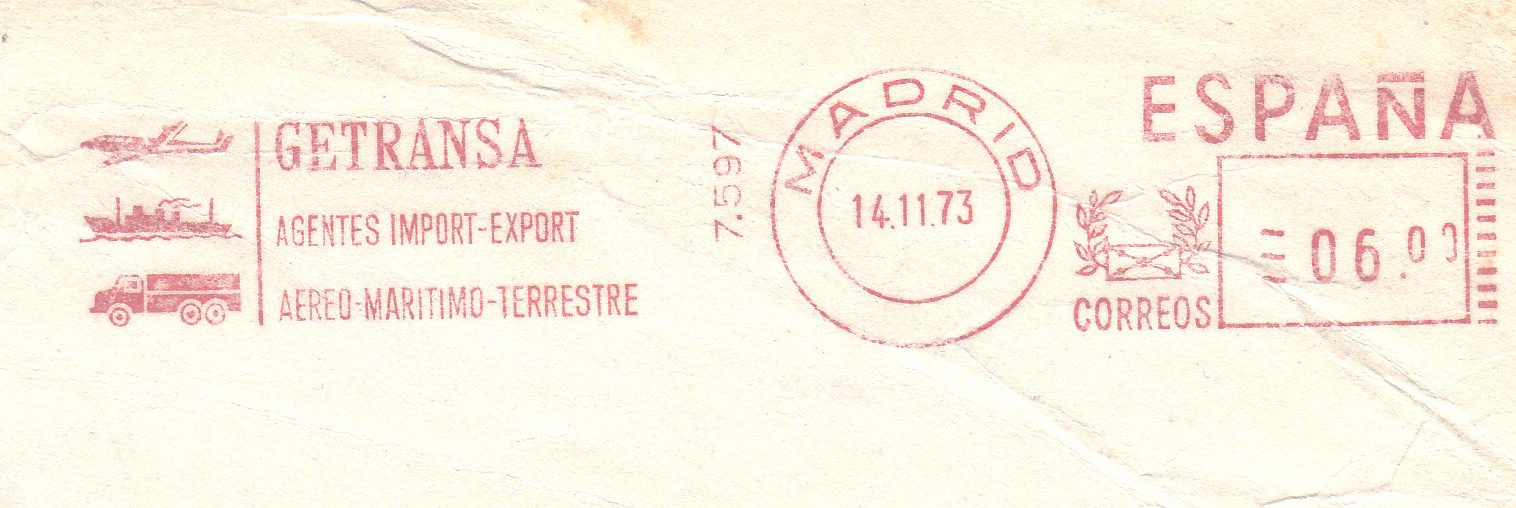 GETRANSA
AGENTES IMPORT-EXPORT
AEREO-MARITIMO-TERRESTRE
7.597
MADRID
14.11.73
ESPAÑA
06.00
CORREOS